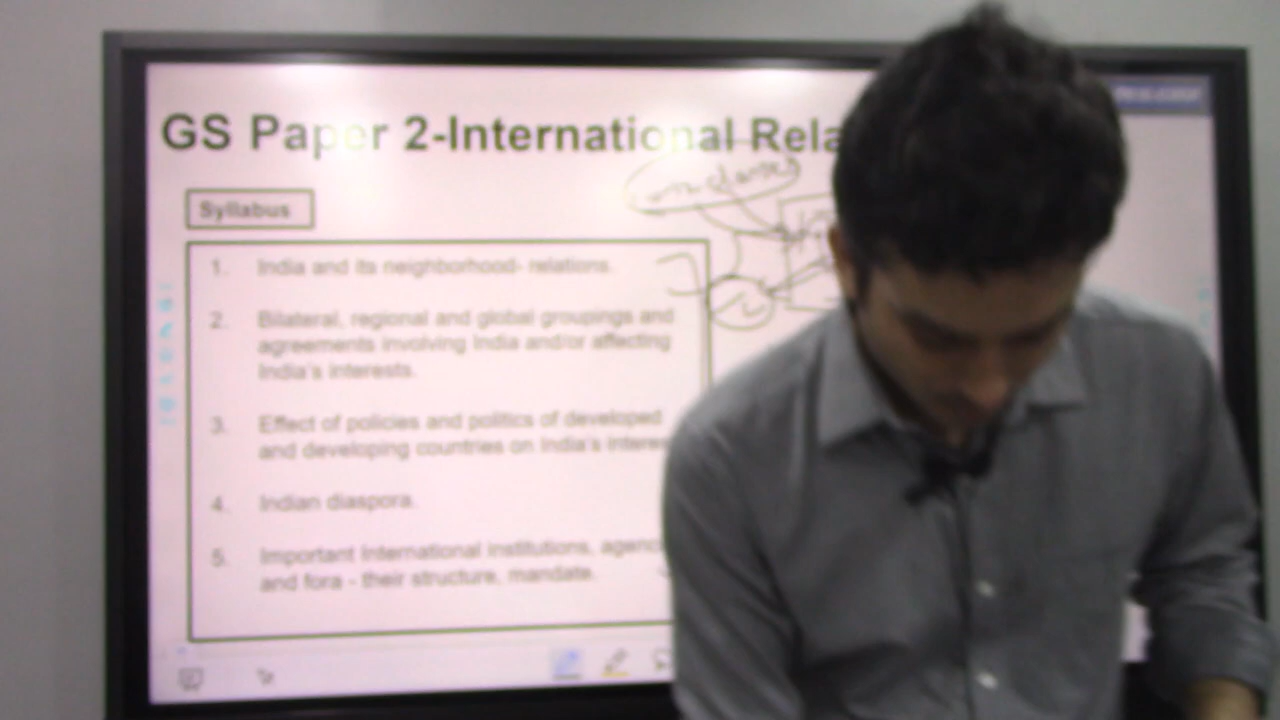 GS Paper 2-International Rela
Syllabus
1. India and its neighborhood- relations.
2. Bilateral, regional and global groupings and
agreements involving India and/or affecting
India's interests.
3. Effect of policies and politics of developed
and developing countries on India's interes
4. Indian diaspora.
5. Important International institutions, agenc
and fora - their structure, mandate.